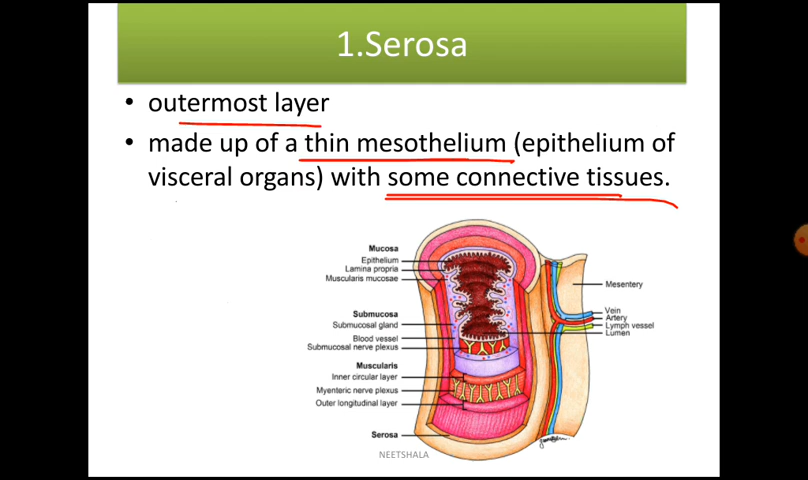 1.Serosa
• outermost layer
• made up of a thin mesothelium (epithelium of
visceral organs) with some connective tissues.
Mucosa
Epithelium
Lamina propria
Muscularis mucosae
Submucosa
Submucosal gland
Blood vessel
Submucosal nerve plexus
Muscularis
Inner circular layer
Myenteric nerve plexus
Outer longitudinal layer
Serosa
Mesentery
Vein
Artery
Lymph vessel
Lumen
NEETSHALA